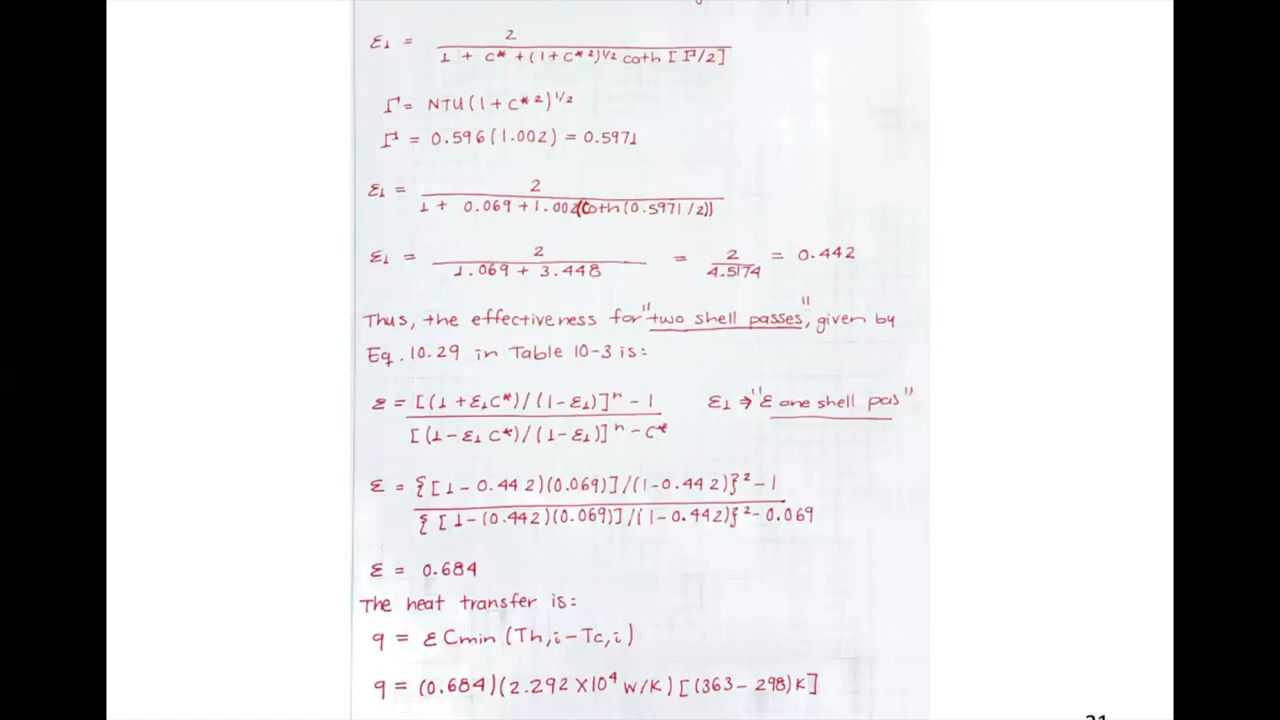 ε₁ = 2 / 1 + C* + (1 + C*²)^1/2 coth [Γ/2]
Γ = NTU (1 + C*²)^1/2
Γ = 0.596 (1.002) = 0.5971
ε₁ = 2 / 1 + 0.069 + 1.002(coth (0.5971/2))
ε₁ = 2 / 1.069 + 3.448 = 2 / 4.5174 = 0.442
Thus, the effectiveness for "two shell passes", given by
Eq. 10.29 in Table 10-3 is:
ε = [(1 + ε₁C*)/(1-ε₁)]ⁿ - 1 / [(1-ε₁C*)/(1-ε₁)]ⁿ - C* ε₁ → "ε one shell pas"
ε = {[1-0.442)(0.069)]/(1-0.442)}² - 1 / {[1-(0.442)(0.069)]/(1-0.442)}² - 0.069
ε = 0.684
The heat transfer is:
q = ε Cmin (Th,i - Tc,i)
q = (0.684)(2.292 X 10⁴ W/K) [(363 - 298)K]